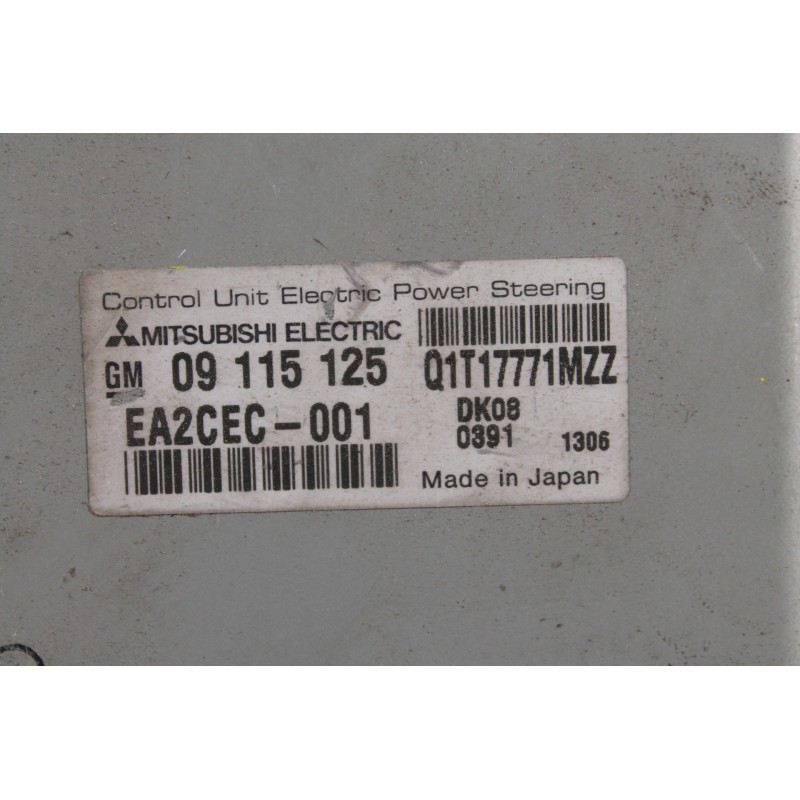 Control Unit Electric Power Steering
MITSUBISHI ELECTRIC
GM 09 115 125
Q1T17771MZZ
EA2CEC-001
DK08
0391 1306
Made in Japan